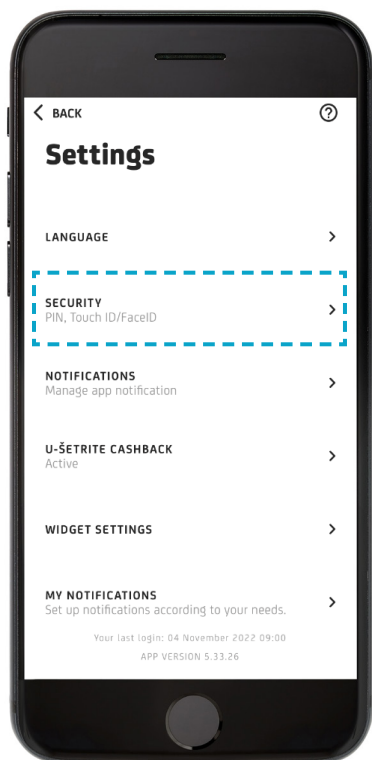 BACK
Settings
LANGUAGE
SECURITY
PIN, Touch ID/FaceID
NOTIFICATIONS
Manage app notification
U-ŠETRITE CASHBACK
Active
WIDGET SETTINGS
MY NOTIFICATIONS
Set up notifications according to your needs.
Your last login: 04 November 2022 09:00
APP VERSION 5.33.26